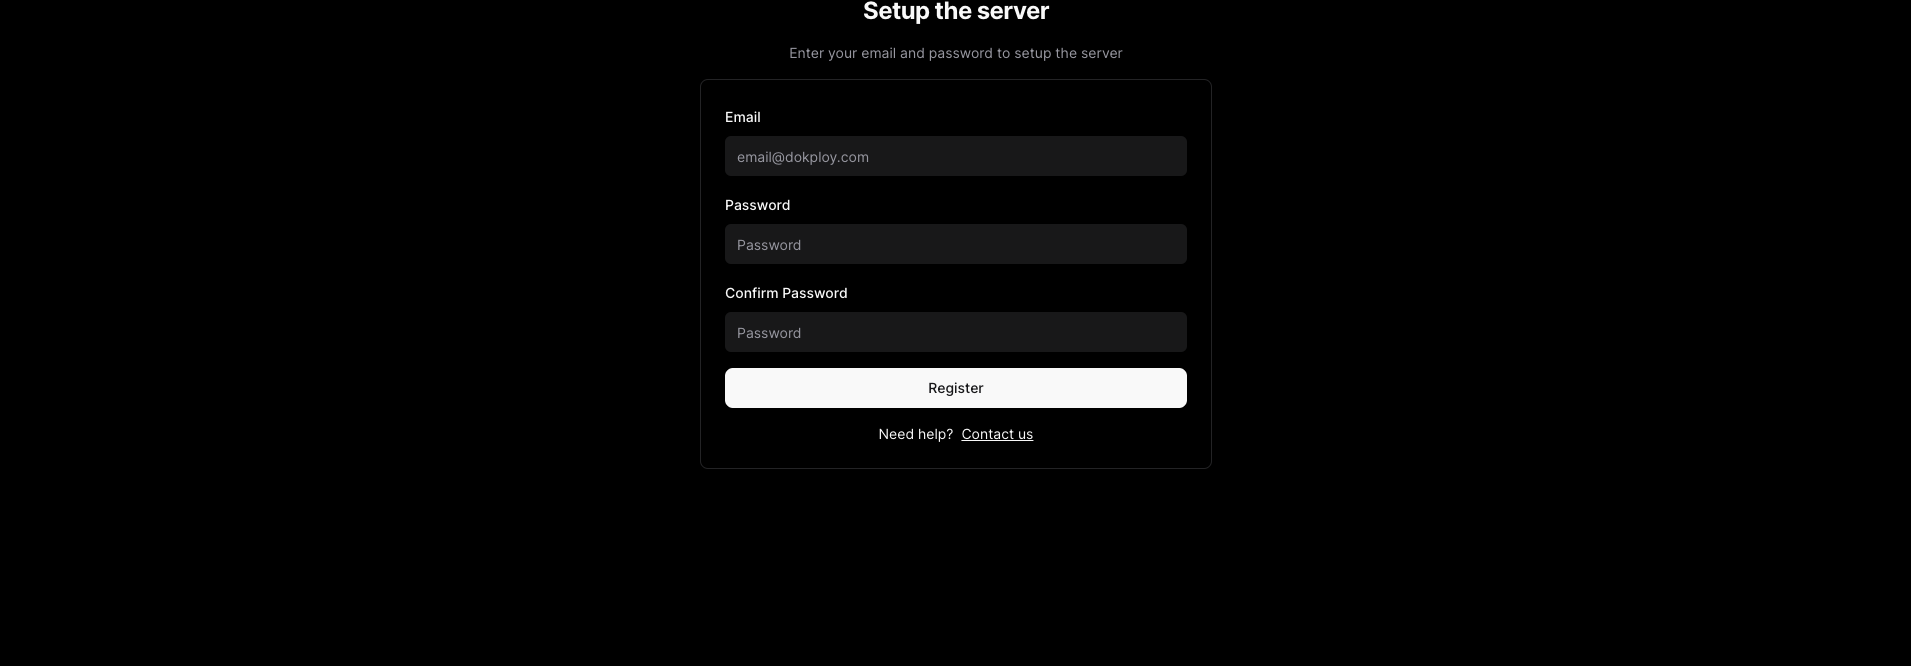 Setup the server
Enter your email and password to setup the server
Email
email@dokploy.com
Password
Password
Confirm Password
Password
Register
Need help? Contact us